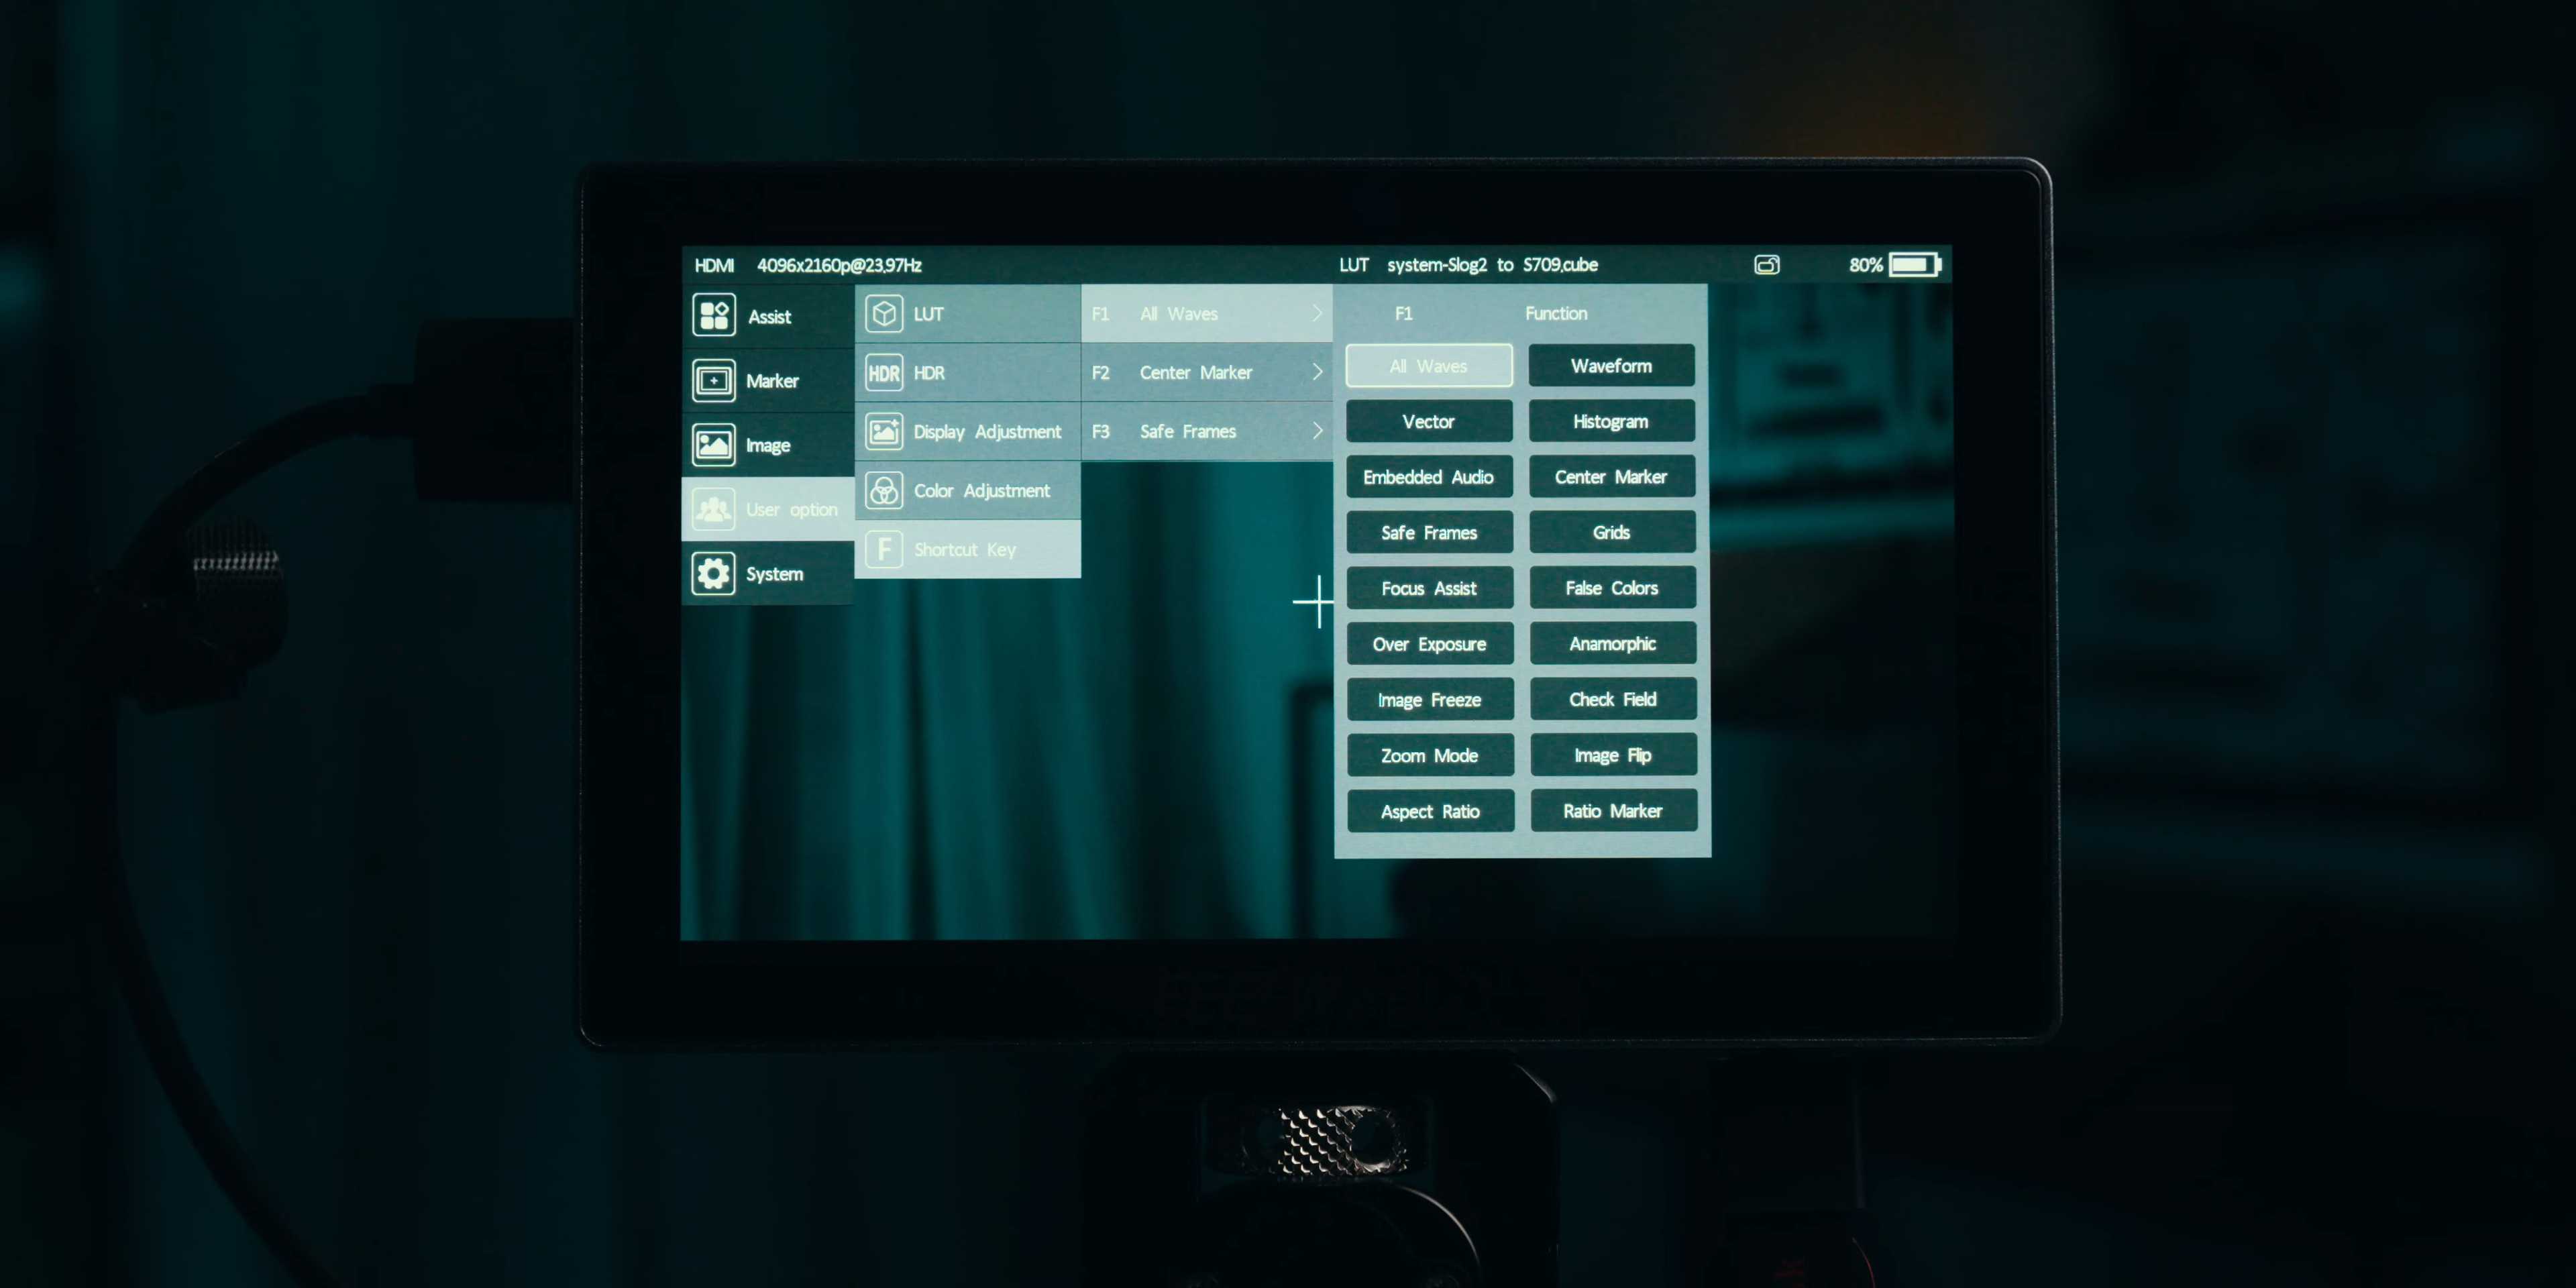 HDMI 4096x2160p@23.97Hz LUT system-Slog2 to S709.cube 80%
Assist
Marker
Image
User option
System
LUT
HDR HDR
Display Adjustment
Color Adjustment
F Shortcut Key
F1 All Waves
F2 Center Marker
F3 Safe Frames
F1 Function
All Waves Waveform
Vector Histogram
Embedded Audio Center Marker
Safe Frames Grids
Focus Assist False Colors
Over Exposure Anamorphic
Image Freeze Check Field
Zoom Mode Image Flip
Aspect Ratio Ratio Marker